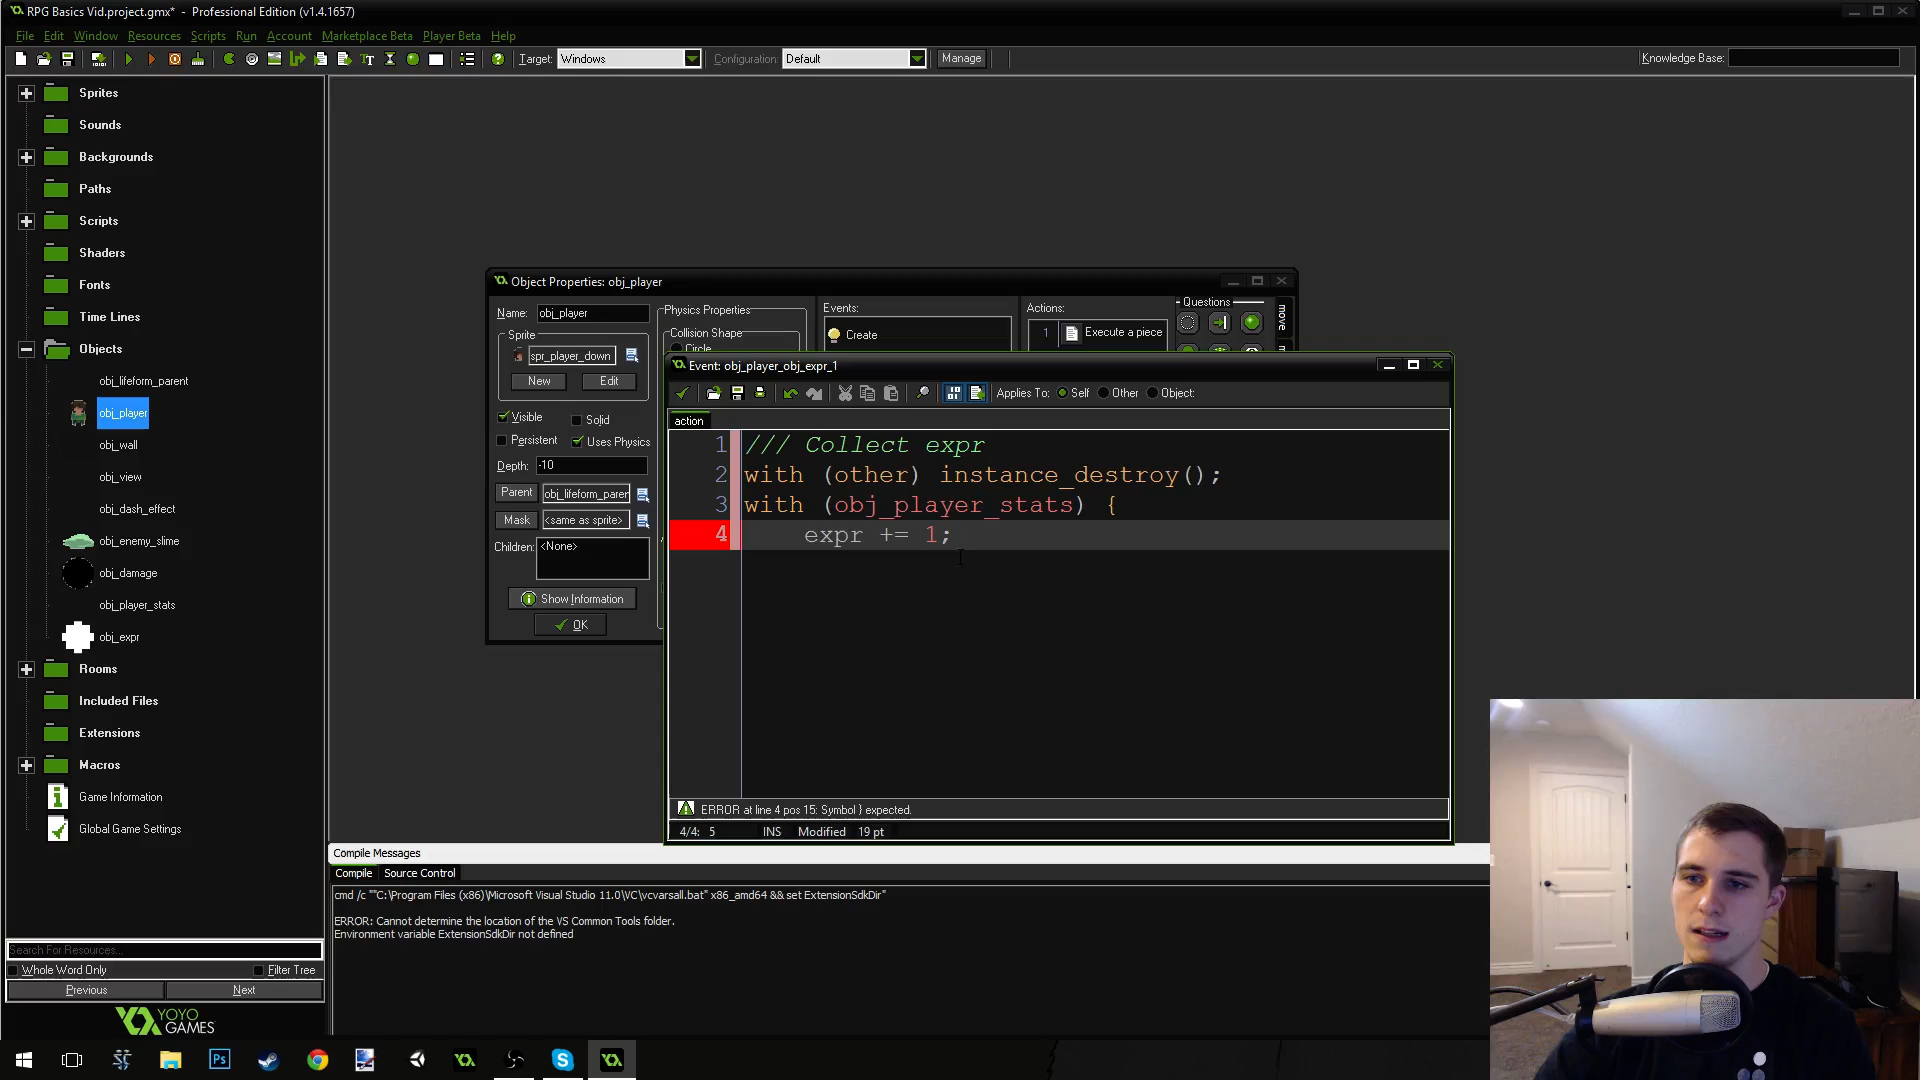 RPG Basics Vid.project.gmx* - Professional Edition (v1.4.1657)
File Edit Window Resources Scripts Run Account Marketplace Beta Player Beta Help
Target: Windows Configuration: Default Manage Knowledge Base:
Sprites
Sounds
Backgrounds
Paths
Scripts
Shaders
Fonts
Time Lines
Objects
obj_lifeform_parent
obj_player
obj_wall
obj_view
obj_dash_effect
obj_enemy_slime
obj_damage
obj_player_stats
obj_expr
Rooms
Included Files
Extensions
Macros
Game Information
Global Game Settings
Search For Resources...
Whole Word Only Filter Tree
Previous Next
YOYO
GAMES
Object Properties: obj_player
Name: obj_player
Sprite
spr_player_down
New Edit
Visible Solid
Persistent Uses Physics
Depth: -10
Parent obj_lifeform_paren
Mask <same as sprite>
Children: <None>
Show Information
OK
Physics Properties
Collision Shape
Circle
Events:
Create
Actions:
1 Execute a piece
Questions
move
Event: obj_player_obj_expr_1
Applies To: Self Other Object:
action
1 /// Collect expr
2 with (other) instance_destroy();
3 with (obj_player_stats) {
4 expr += 1;
ERROR at line 4 pos 15: Symbol } expected.
4/4: 5 INS Modified 19 pt
Compile Messages
Compile Source Control
cmd /c ""C:\Program Files (x86)\Microsoft Visual Studio 11.0\VC\vcvarsall.bat" x86_amd64 && set ExtensionSdkDir"
ERROR: Cannot determine the location of the VS Common Tools folder.
Environment variable ExtensionSdkDir not defined
Ps